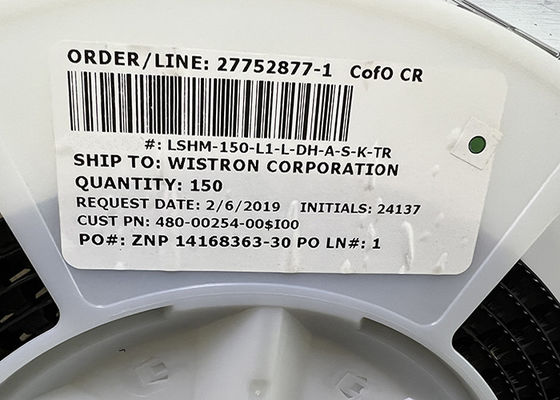 ORDER/LINE: 27752877-1 CofO CR
#: LSHM-150-L1-L-DH-A-S-K-TR
SHIP TO: WISTRON CORPORATION
QUANTITY: 150
REQUEST DATE: 2/6/2019 INITIALS: 24137
CUST PN: 480-00254-00$I00
PO#: ZNP 14168363-30 PO LN#: 1